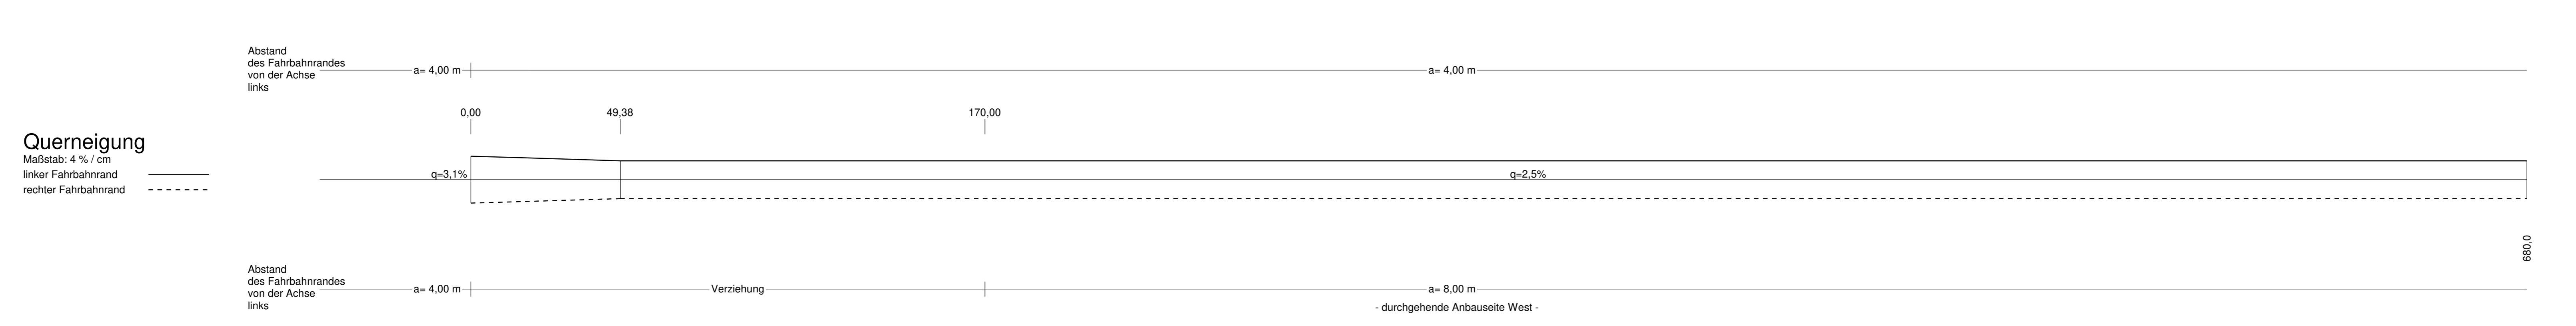 Abstand
des Fahrbahnrandes
von der Achse
links
a= 4,00 m
a= 4,00 m
0,00
49,38
170,00
Querneigung
Maßstab: 4 % / cm
linker Fahrbahnrand
rechter Fahrbahnrand
q=3,1%
q=2,5%
680,0
Abstand
des Fahrbahnrandes
von der Achse
links
a= 4,00 m
Verziehung
a= 8,00 m
- durchgehende Anbauseite West -